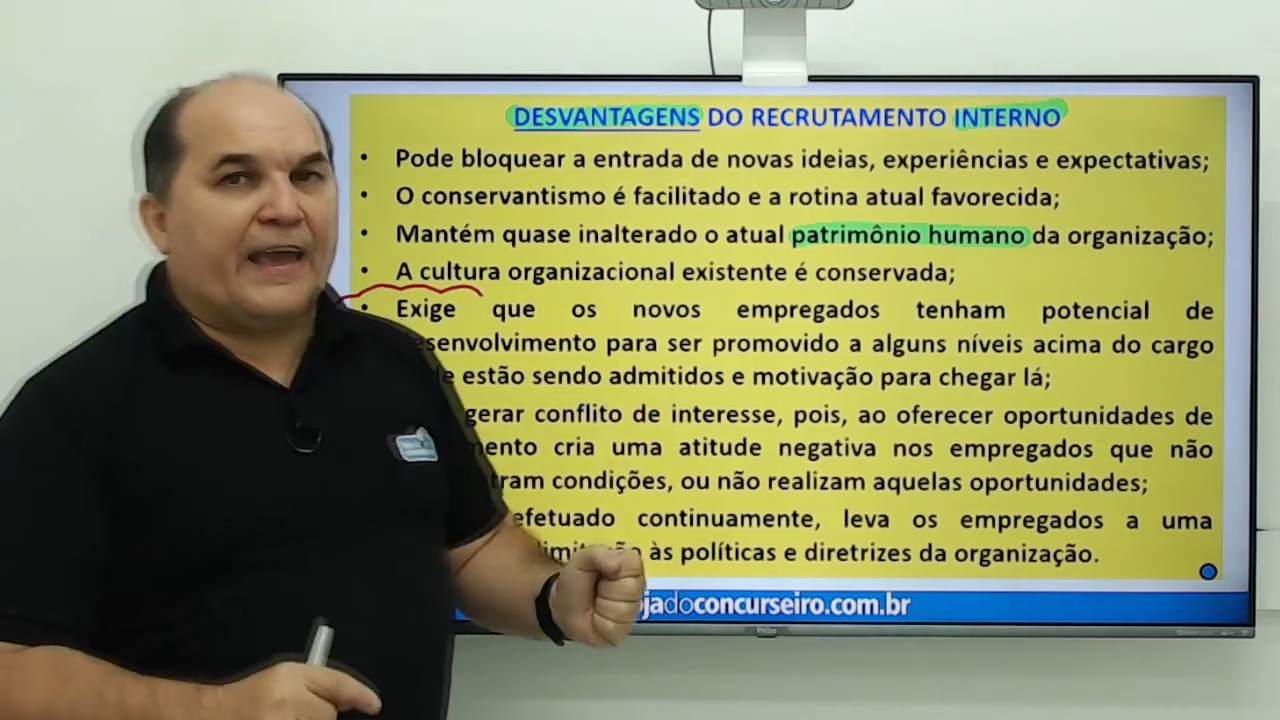 DESVANTAGENS DO RECRUTAMENTO INTERNO
• Pode bloquear a entrada de novas ideias, experiências e expectativas;
• O conservantismo é facilitado e a rotina atual favorecida;
• Mantém quase inalterado o atual patrimônio humano da organização;
• A cultura organizacional existente é conservada;
• Exige que os novos empregados tenham potencial de
esenvolvimento para ser promovido a alguns níveis acima do cargo
e estão sendo admitidos e motivação para chegar lá;
gerar conflito de interesse, pois, ao oferecer oportunidades de
mento cria uma atitude negativa nos empregados que não
tram condições, ou não realizam aquelas oportunidades;
efetuado continuamente, leva os empregados a uma
às políticas e diretrizes da organização.
jadoconcurseiro.com.br